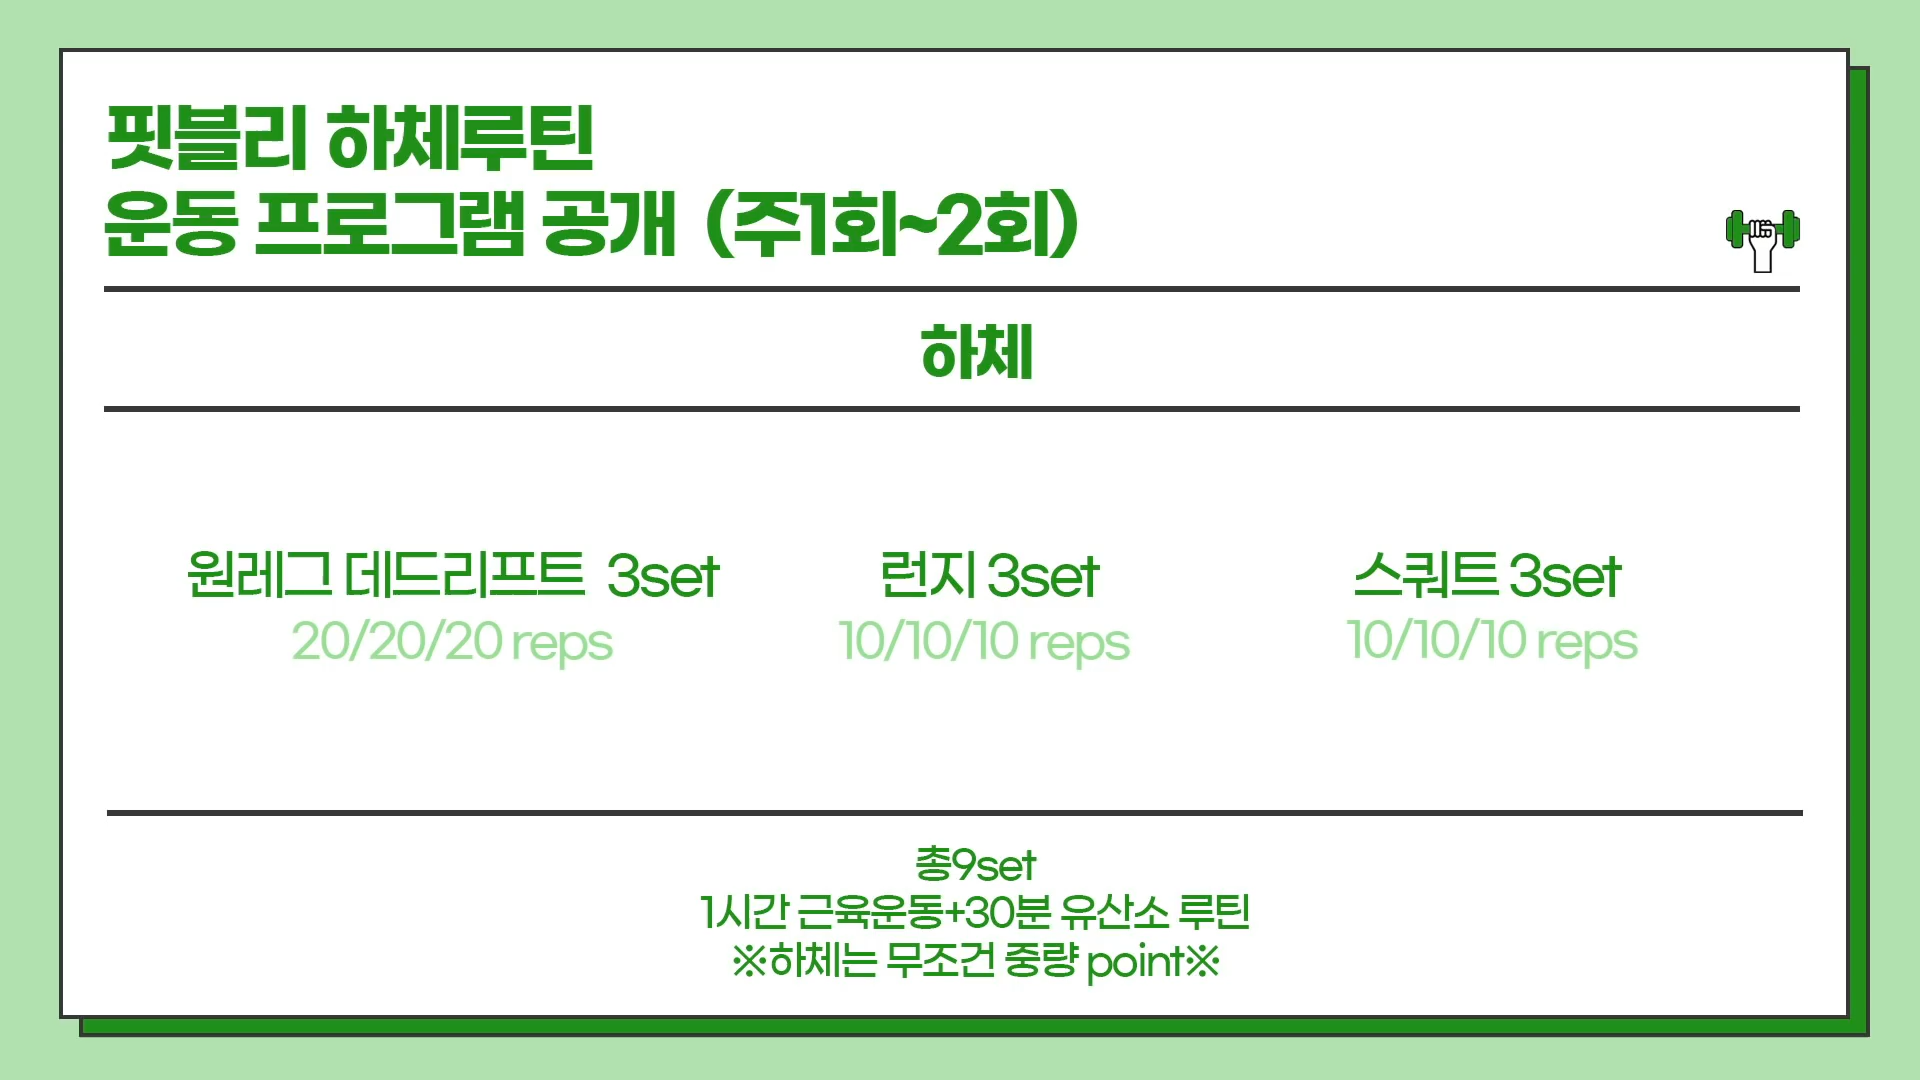 핏블리 하체루틴
운동 프로그램 공개 (주1회~2회)
하체
원레그 데드리프트 3set
20/20/20 reps
런지 3set
10/10/10 reps
스쿼트 3set
10/10/10 reps
총9set
1시간 근육운동+30분 유산소 루틴
※하체는 무조건 중량 point※